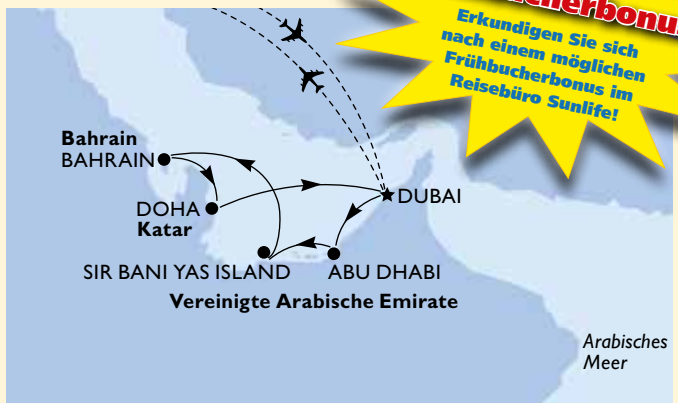 Erkundigen Sie sich
nach einem möglichen
Frühbucherbonus im
Reisebüro Sunlife!
Bahrain
BAHRAIN
DOHA
Katar
DUBAI
SIR BANI YAS ISLAND
ABU DHABI
Vereinigte Arabische Emirate
Arabisches
Meer